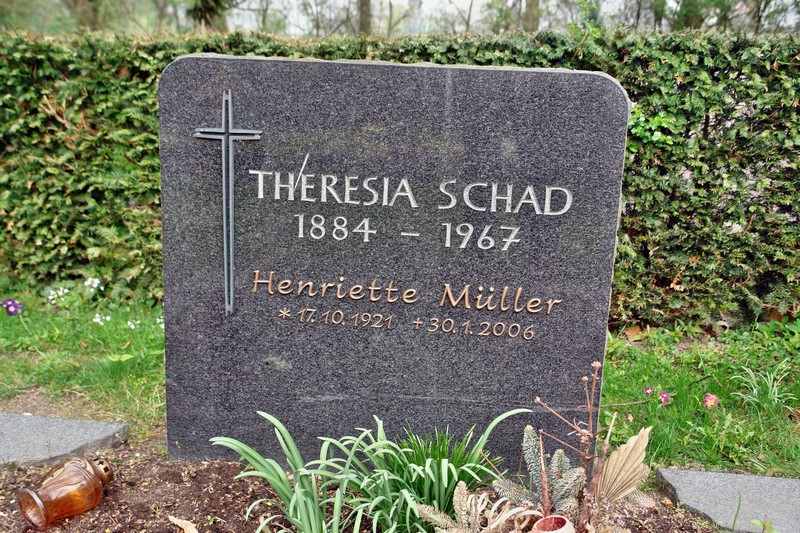 THERESIA SCHAD
1884 – 1967
Henriette Müller
*17.10.1921 +30.1.2006